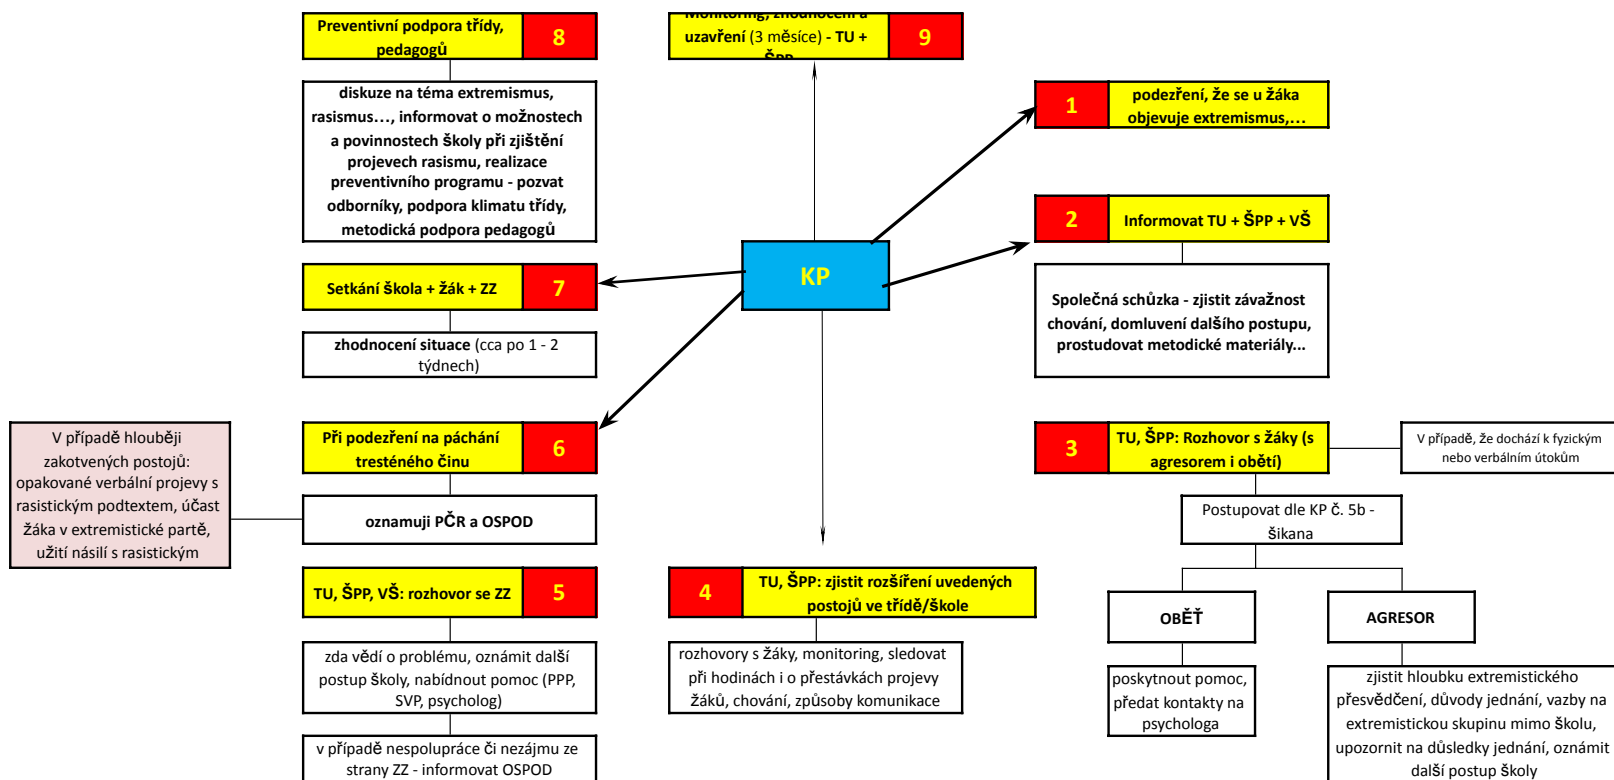 Preventivní podpora třídy,
pedagogů
8
diskuze na téma extremismus,
rasismus…, informovat o možnostech
a povinnostech školy při zjištění
projevech rasismu, realizace
preventivního programu - pozvat
odborníky, podpora klimatu třídy,
metodická podpora pedagogů
Monitoring, zhodnocení a
uzavření (3 měsíce) - TU +
ŠPP
9
1
podezření, že se u žáka
objevuje extremismus,…
2
Informovat TU + ŠPP + VŠ
Společná schůzka - zjistit závažnost
chování, domluvení dalšího postupu,
prostudovat metodické materiály...
KP
Setkání škola + žák + ZZ
7
zhodnocení situace (cca po 1 - 2
týdnech)
V případě hlouběji
zakotvených postojů:
opakované verbální projevy s
rasistickým podtextem, účast
žáka v extremistické partě,
užití násilí s rasistickým
Při podezření na páchání
tresténého činu
6
oznamuji PČR a OSPOD
3
TU, ŠPP: Rozhovor s žáky (s
agresorem i obětí)
V případě, že dochází k fyzickým
nebo verbálním útokům
Postupovat dle KP č. 5b -
šikana
TU, ŠPP, VŠ: rozhovor se ZZ
5
zda vědí o problému, oznámit další
postup školy, nabídnout pomoc (PPP,
SVP, psycholog)
v případě nespolupráce či nezájmu ze
strany ZZ - informovat OSPOD
4
TU, ŠPP: zjistit rozšíření uvedených
postojů ve třídě/škole
rozhovory s žáky, monitoring, sledovat
při hodinách i o přestávkách projevy
žáků, chování, způsoby komunikace
OBĚŤ
poskytnout pomoc,
předat kontakty na
psychologa
AGRESOR
zjistit hloubku extremistického
přesvědčení, důvody jednání, vazby na
extremistickou skupinu mimo školu,
upozornit na důsledky jednání, oznámit
další postup školy